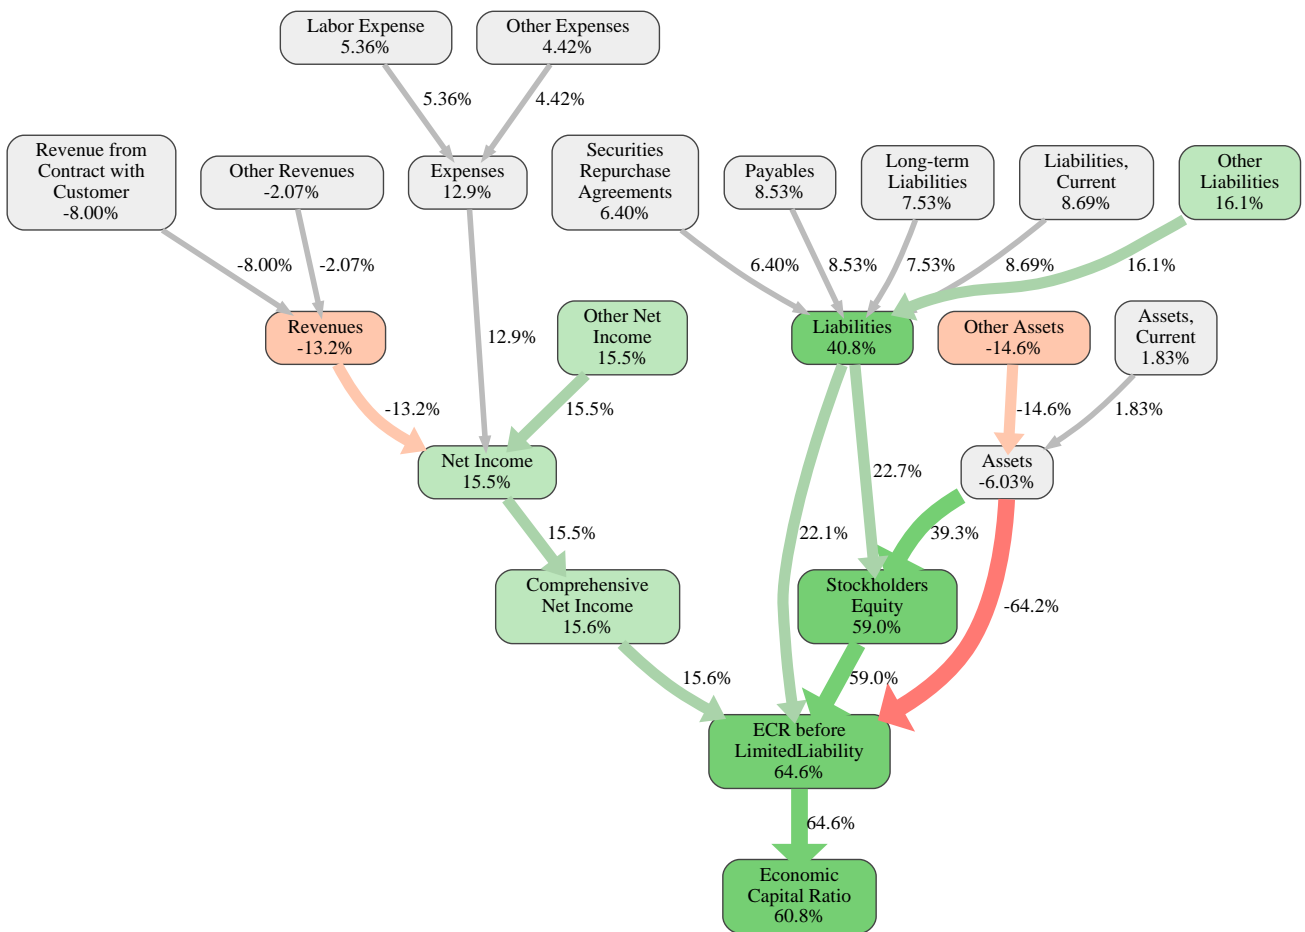 Labor Expense
5.36%
Other Expenses
4.42%
5.36%
4.42%
Revenue from
Contract with
Customer
-8.00%
Other Revenues
-2.07%
Expenses
12.9%
Securities
Repurchase
Agreements
6.40%
Payables
8.53%
Long-term
Liabilities
7.53%
Liabilities,
Current
8.69%
Other
Liabilities
16.1%
-8.00%
-2.07%
6.40%
8.53%
7.53%
8.69%
16.1%
Revenues
-13.2%
12.9%
Other Net
Income
15.5%
Liabilities
40.8%
Other Assets
-14.6%
Assets,
Current
1.83%
-13.2%
15.5%
-14.6%
1.83%
Net Income
15.5%
22.7%
Assets
-6.03%
15.5%
22.1%
39.3%
Comprehensive
Net Income
15.6%
Stockholders
Equity
59.0%
-64.2%
15.6%
59.0%
ECR before
LimitedLiability
64.6%
64.6%
Economic
Capital Ratio
60.8%